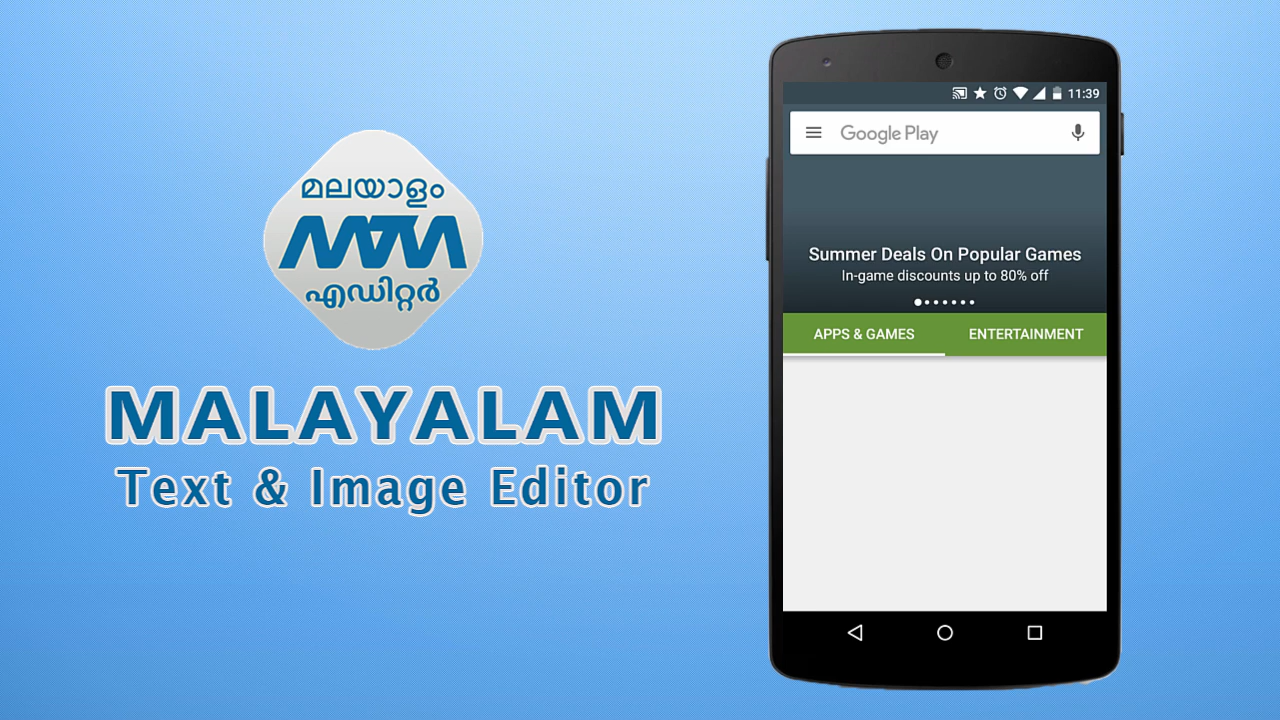 മലയാളം
എഡിറ്റർ
MALAYALAM
Text & Image Editor
11:39
Google Play
Summer Deals On Popular Games
In-game discounts up to 80% off
APPS & GAMES
ENTERTAINMENT